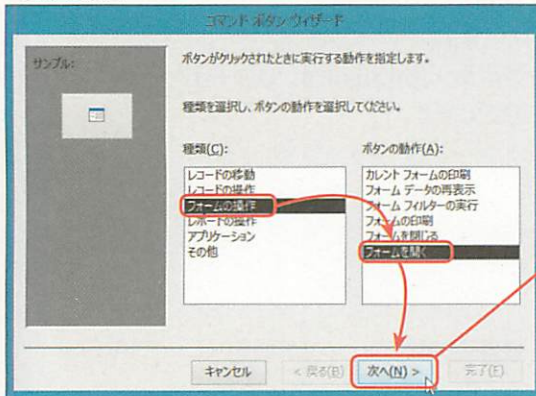 コマンド ボタン ウィザード
サンプル:
ボタンがクリックされたときに実行する動作を指定します。
種類を選択し、ボタンの動作を選択してください。
種類(C):
レコードの移動
レコードの操作
フォームの操作
レポートの操作
アプリケーション
その他
ボタンの動作(A):
カレント フォームの印刷
フォーム データの再表示
フォーム フィルターの実行
フォームの印刷
フォームを閉じる
フォームを開く
キャンセル
< 戻る(B)
次へ(N) >
完了(F)